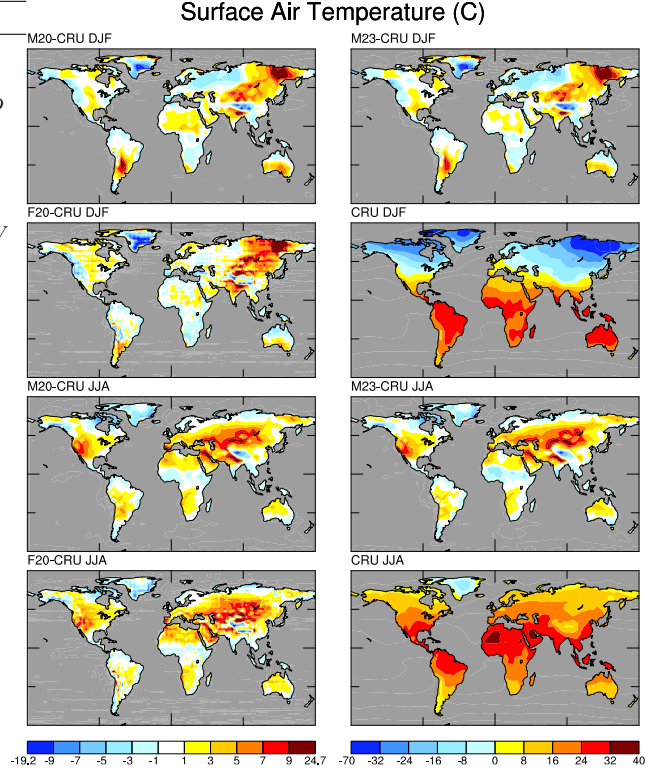 Surface Air Temperature (C)
M20-CRU DJF
M23-CRU DJF
F20-CRU DJF
CRU DJF
M20-CRU JJA
M23-CRU JJA
F20-CRU JJA
CRU JJA
-19.2 -9 -7 -5 -3 -1 1 3 5 7 9 24.7
-70 -32 -24 -16 -8 0 8 16 24 32 40